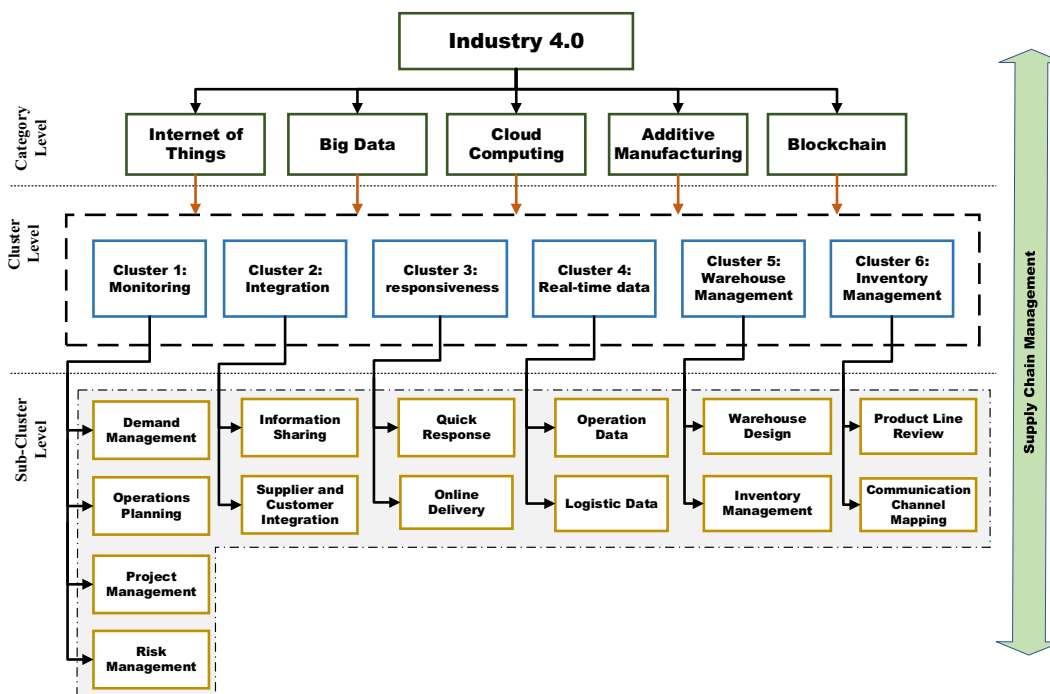 Industry 4.0
Category
Level
Internet of
Things
Big Data
Cloud
Computing
Additive
Manufacturing
Blockchain
Cluster
Level
Cluster 1:
Monitoring
Cluster 2:
Integration
Cluster 3:
responsiveness
Cluster 4:
Real-time data
Cluster 5:
Warehouse
Management
Cluster 6:
Inventory
Management
Supply Chain Management
Sub-Cluster
Level
Demand
Management
Information
Sharing
Quick
Response
Operation
Data
Warehouse
Design
Product Line
Review
Operations
Planning
Supplier and
Customer
Integration
Online
Delivery
Logistic Data
Inventory
Management
Communication
Channel
Mapping
Project
Management
Risk
Management